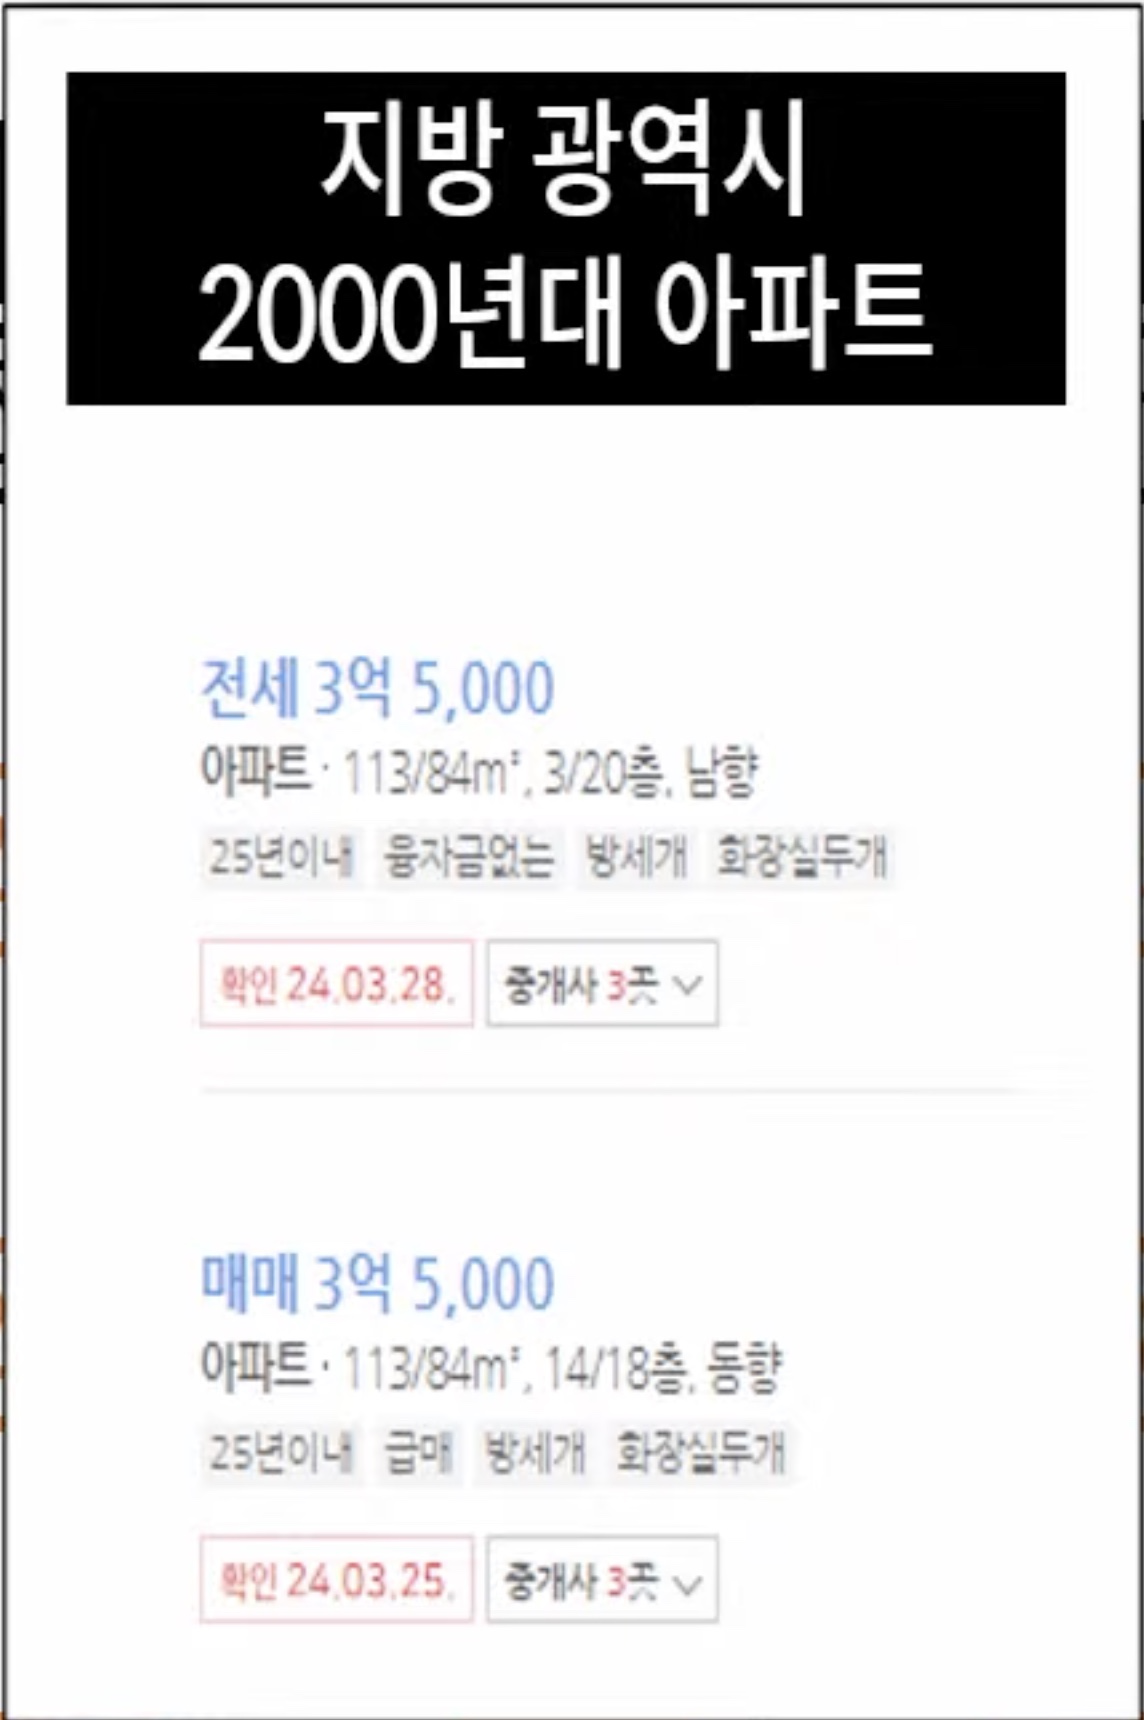 지방 광역시
2000년대 아파트
전세 3억 5,000
아파트 · 113/84m², 3/20층, 남향
25년이내 융자금없는 방세개 화장실두개
확인 24.03.28. 중개사 3곳
매매 3억 5,000
아파트 · 113/84m², 14/18층, 동향
25년이내 급매 방세개 화장실두개
확인 24.03.25. 중개사 3곳